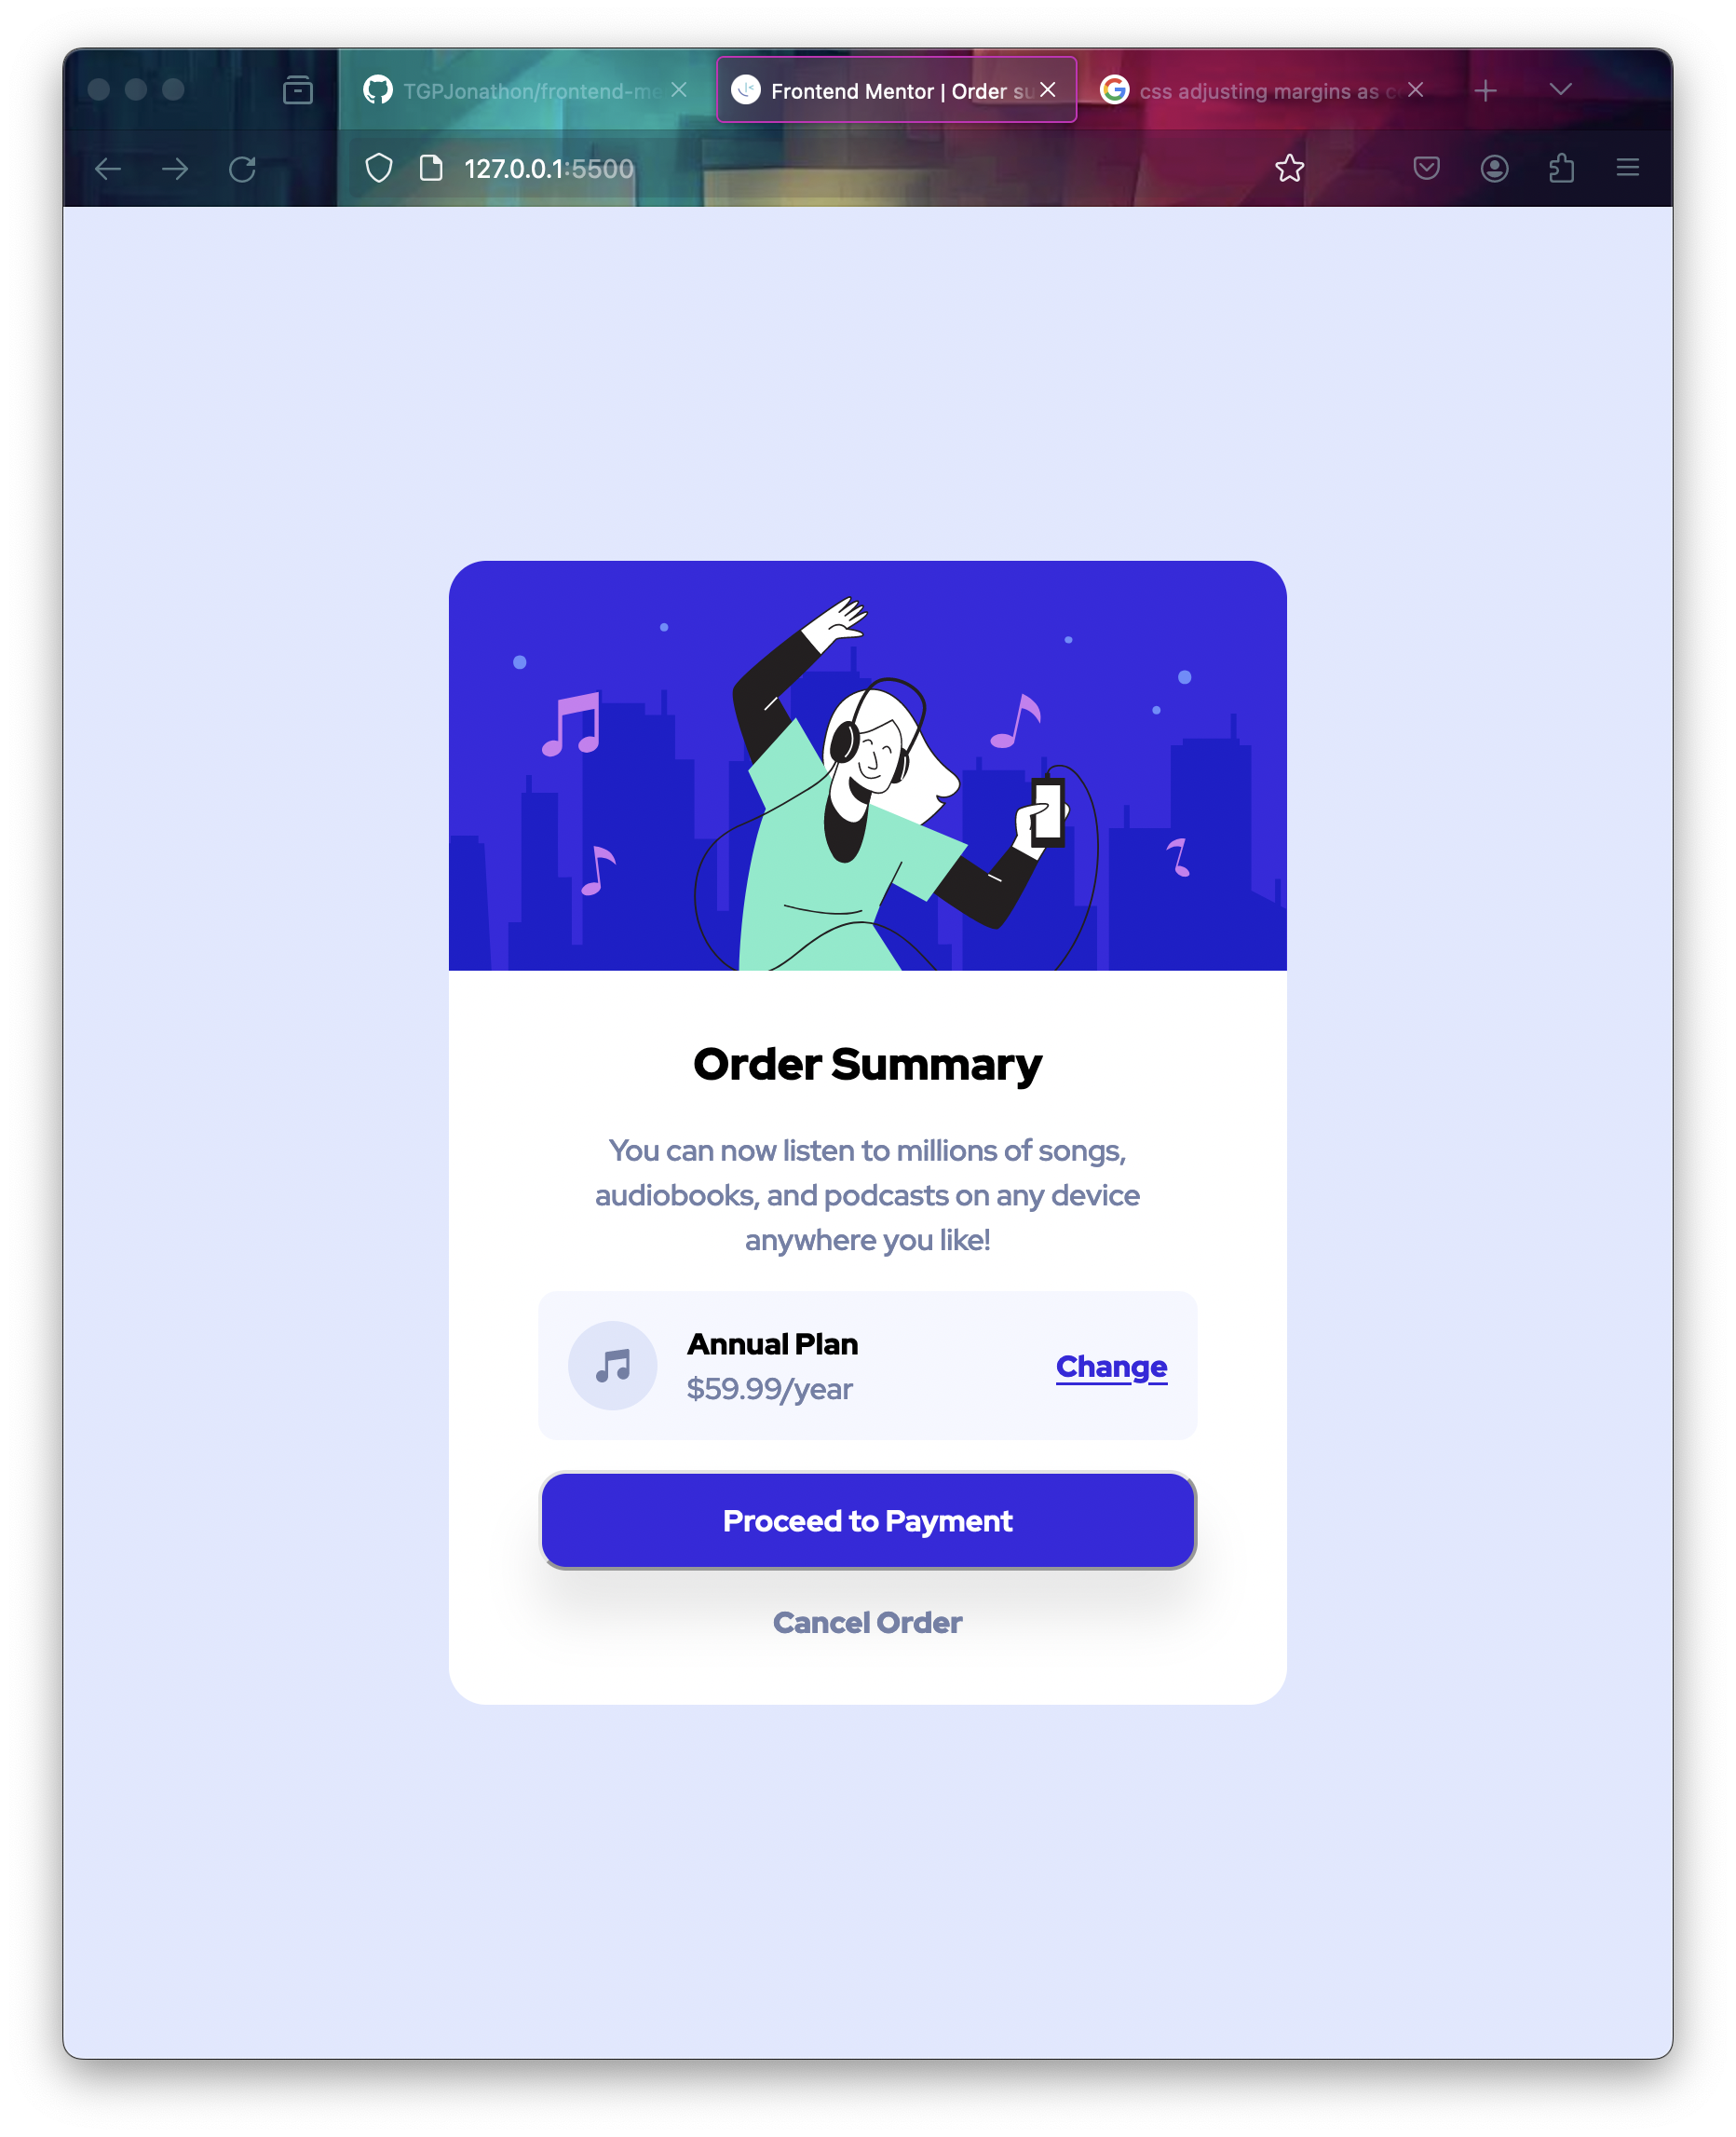 TGPJonathon/frontend-me
Frontend Mentor | Order su
css adjusting margins as c
127.0.0.1:5500
Order Summary
You can now listen to millions of songs,
audiobooks, and podcasts on any device
anywhere you like!
Annual Plan
$59.99/year
Change
Proceed to Payment
Cancel Order